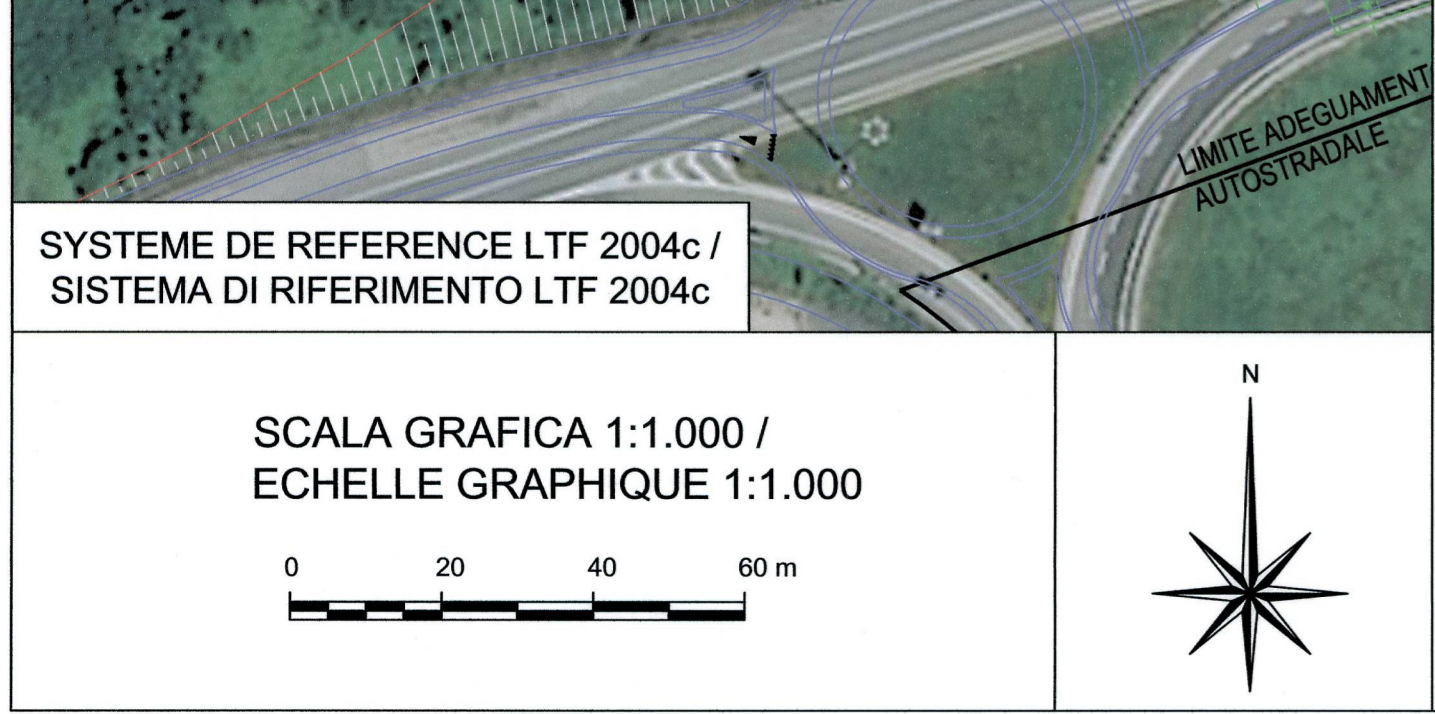 LIMITE ADEGUAMENT
AUTOSTRADALE
SYSTEME DE REFERENCE LTF 2004c /
SISTEMA DI RIFERIMENTO LTF 2004c
SCALA GRAFICA 1:1.000 /
ECHELLE GRAPHIQUE 1:1.000
0 20 40 60 m
N